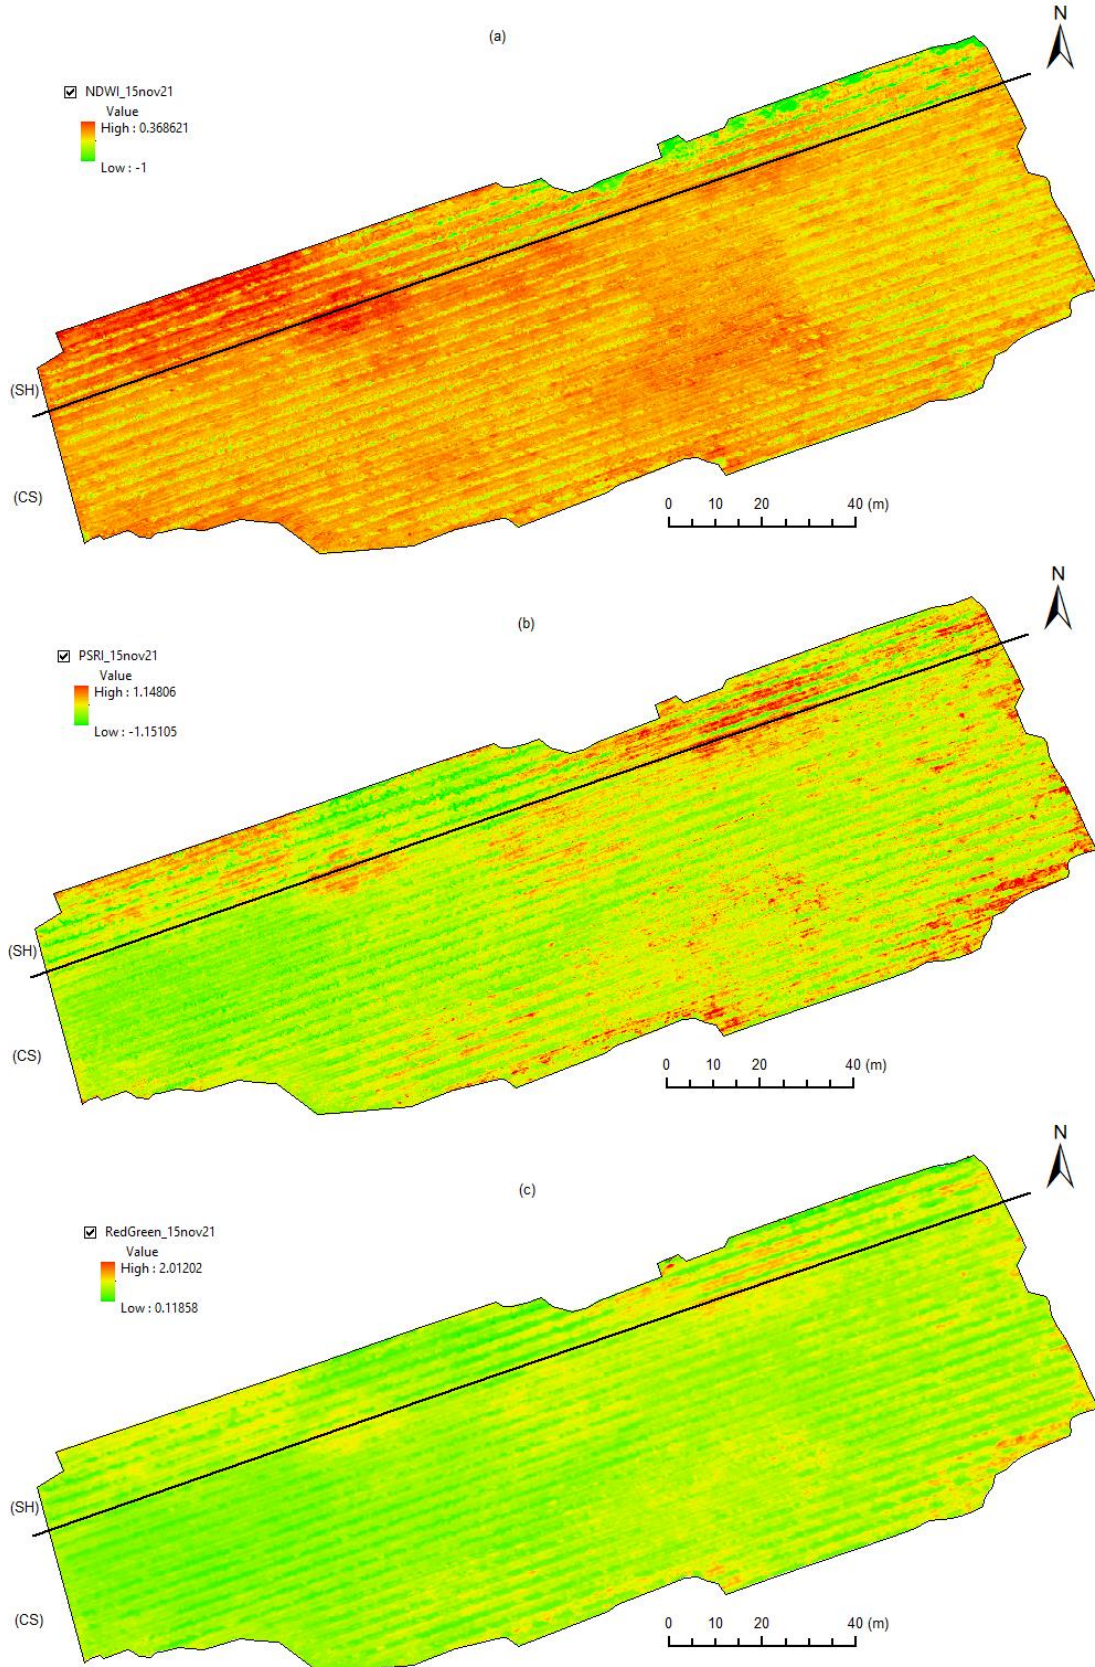 (a)
N
NDWI_15nov21
Value
High : 0.368621
Low : -1
(SH)
(CS)
0 10 20 40 (m)
(b)
N
PSRI_15nov21
Value
High : 1.14806
Low : -1.15105
(SH)
(CS)
0 10 20 40 (m)
(c)
N
RedGreen_15nov21
Value
High : 2.01202
Low : 0.11858
(SH)
(CS)
0 10 20 40 (m)